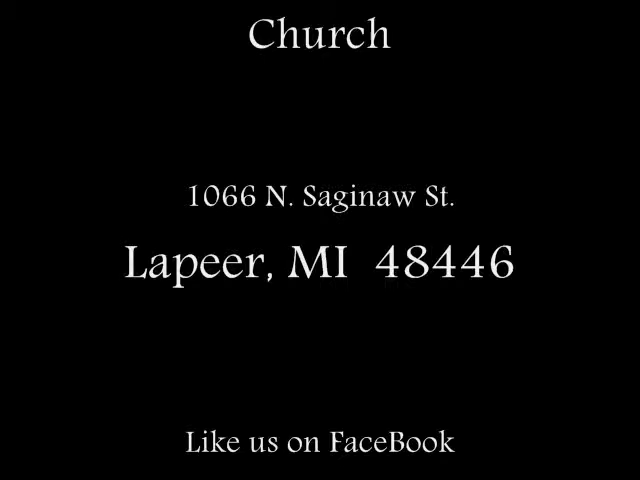 Church
1066 N. Saginaw St.
Lapeer, MI 48446
Like us on FaceBook